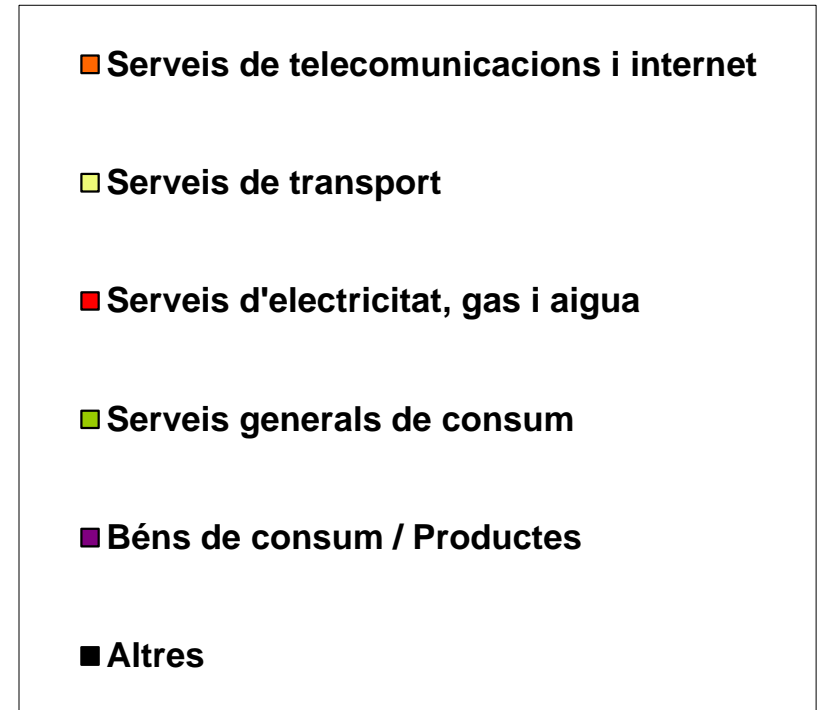 Serveis de telecomunicacions i internet
Serveis de transport
Serveis d'electricitat, gas i aigua
Serveis generals de consum
Béns de consum / Productes
Altres